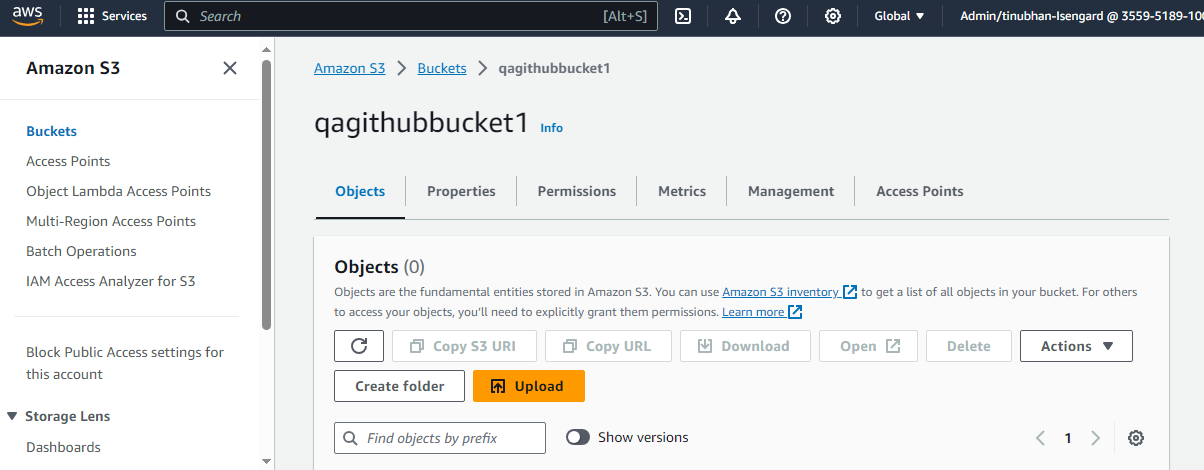 aws Services Search [Alt+S] Global Admin/tinubhan-Isengard @ 3559-5189-10
Amazon S3
Buckets
Access Points
Object Lambda Access Points
Multi-Region Access Points
Batch Operations
IAM Access Analyzer for S3
Block Public Access settings for
this account
Storage Lens
Dashboards
Amazon S3 > Buckets > qagithubbucket1
qagithubbucket1 Info
Objects Properties Permissions Metrics Management Access Points
Objects (0)
Objects are the fundamental entities stored in Amazon S3. You can use Amazon S3 inventory to get a list of all objects in your bucket. For others
to access your objects, you'll need to explicitly grant them permissions. Learn more
Copy S3 URI Copy URL Download Open Delete Actions
Create folder Upload
Find objects by prefix Show versions 1